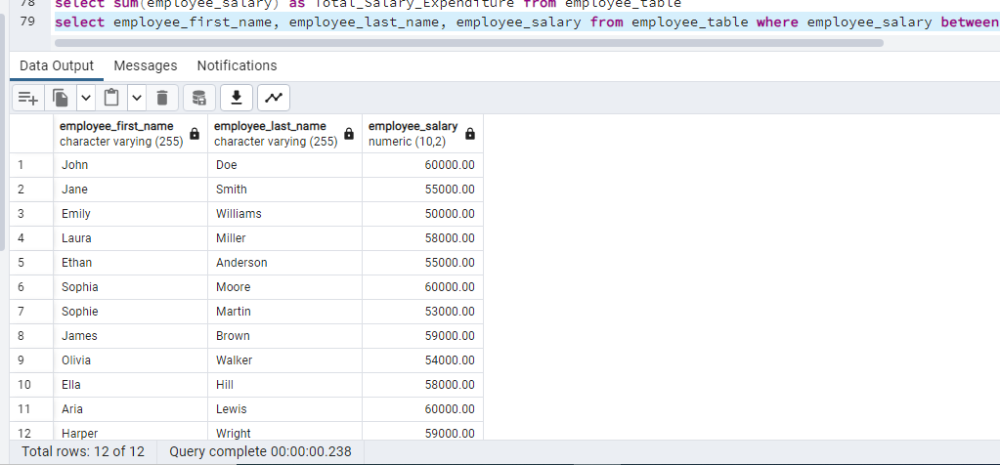 78 select sum(employee_salary) as Total_Salary_Expenditure from employee_table
79 select employee_first_name, employee_last_name, employee_salary from employee_table where employee_salary between
Data Output Messages Notifications
employee_first_name employee_last_name employee_salary
character varying (255) character varying (255) numeric (10,2)
1 John Doe 60000.00
2 Jane Smith 55000.00
3 Emily Williams 50000.00
4 Laura Miller 58000.00
5 Ethan Anderson 55000.00
6 Sophia Moore 60000.00
7 Sophie Martin 53000.00
8 James Brown 59000.00
9 Olivia Walker 54000.00
10 Ella Hill 58000.00
11 Aria Lewis 60000.00
12 Harper Wright 59000.00
Total rows: 12 of 12 Query complete 00:00:00.238